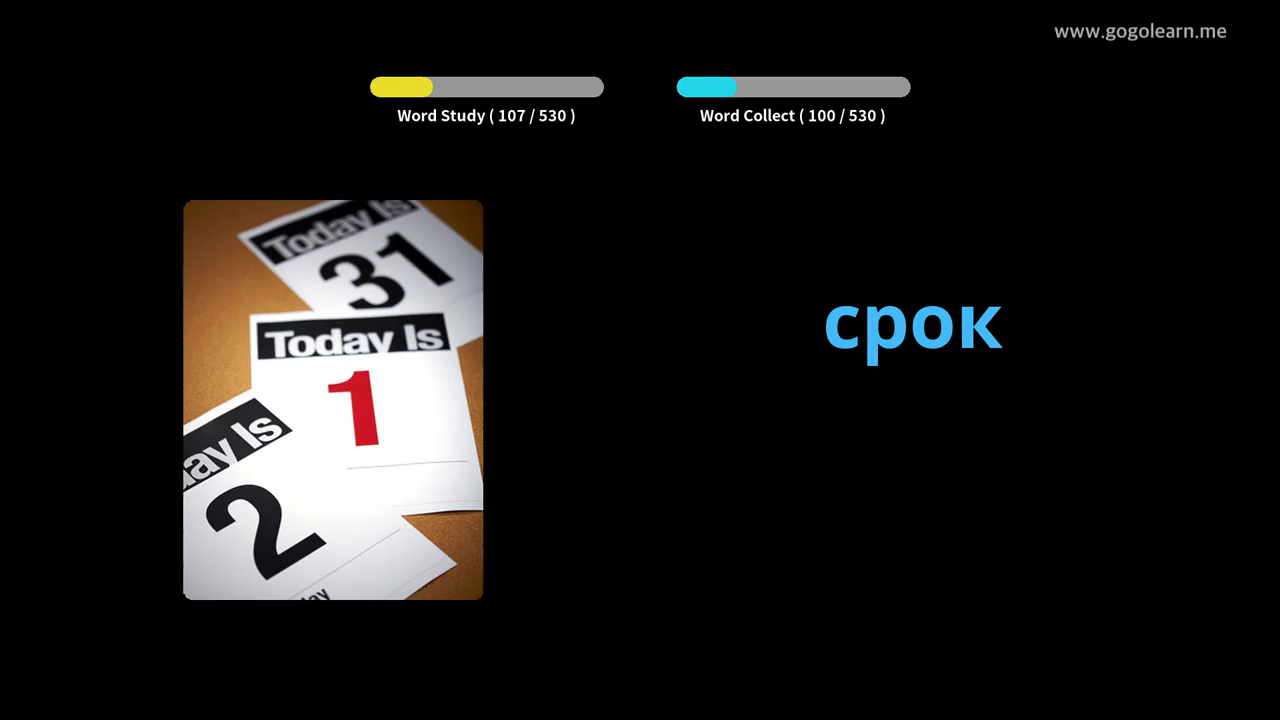 www.gogolearn.me
Word Study ( 107 / 530 )
Word Collect ( 100 / 530 )
Today Is
31
Today Is
1
срок
ay Is
2